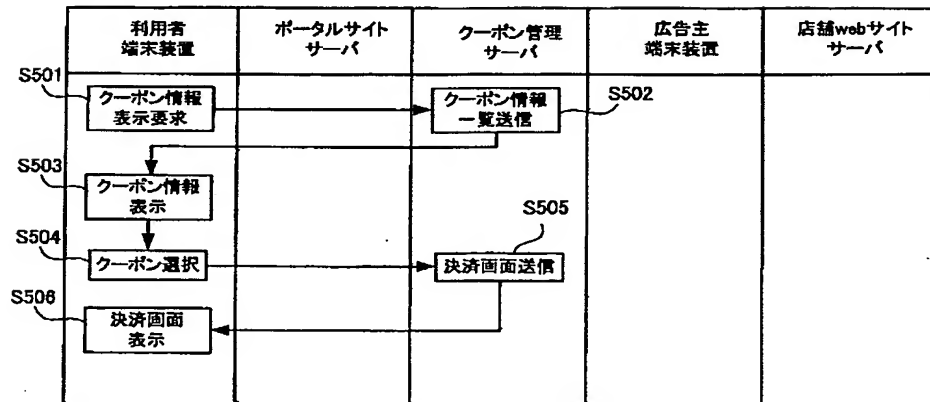 利用者
端末装置
ポータルサイト
サーバ
クーポン管理
サーバ
広告主
端末装置
店舗webサイト
サーバ
S501
クーポン情報
表示要求
クーポン情報
一覧送信
S502
S503
クーポン情報
表示
S504
クーポン選択
S505
決済画面送信
S506
決済画面
表示